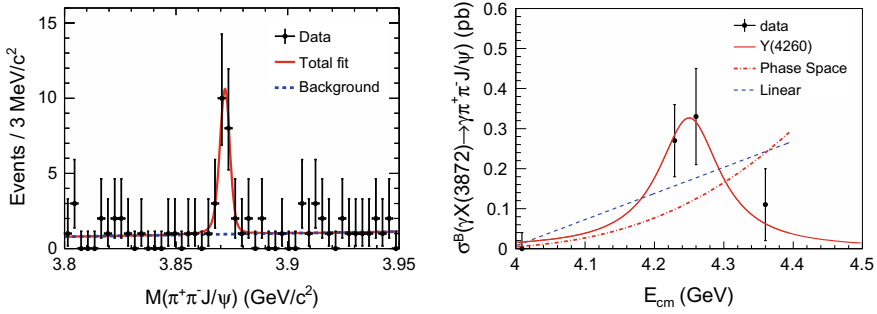 Events / 3 MeV/c²
15
10
5
0
Data
Total fit
Background
3.8 3.85 3.9 3.95
M(π⁺π⁻J/ψ) (GeV/c²)
σᴮ(γX(3872)→γπ⁺π⁻J/ψ) (pb)
0.6
0.5
0.4
0.3
0.2
0.1
0
data
Y(4260)
Phase Space
Linear
4 4.1 4.2 4.3 4.4 4.5
E_cm (GeV)